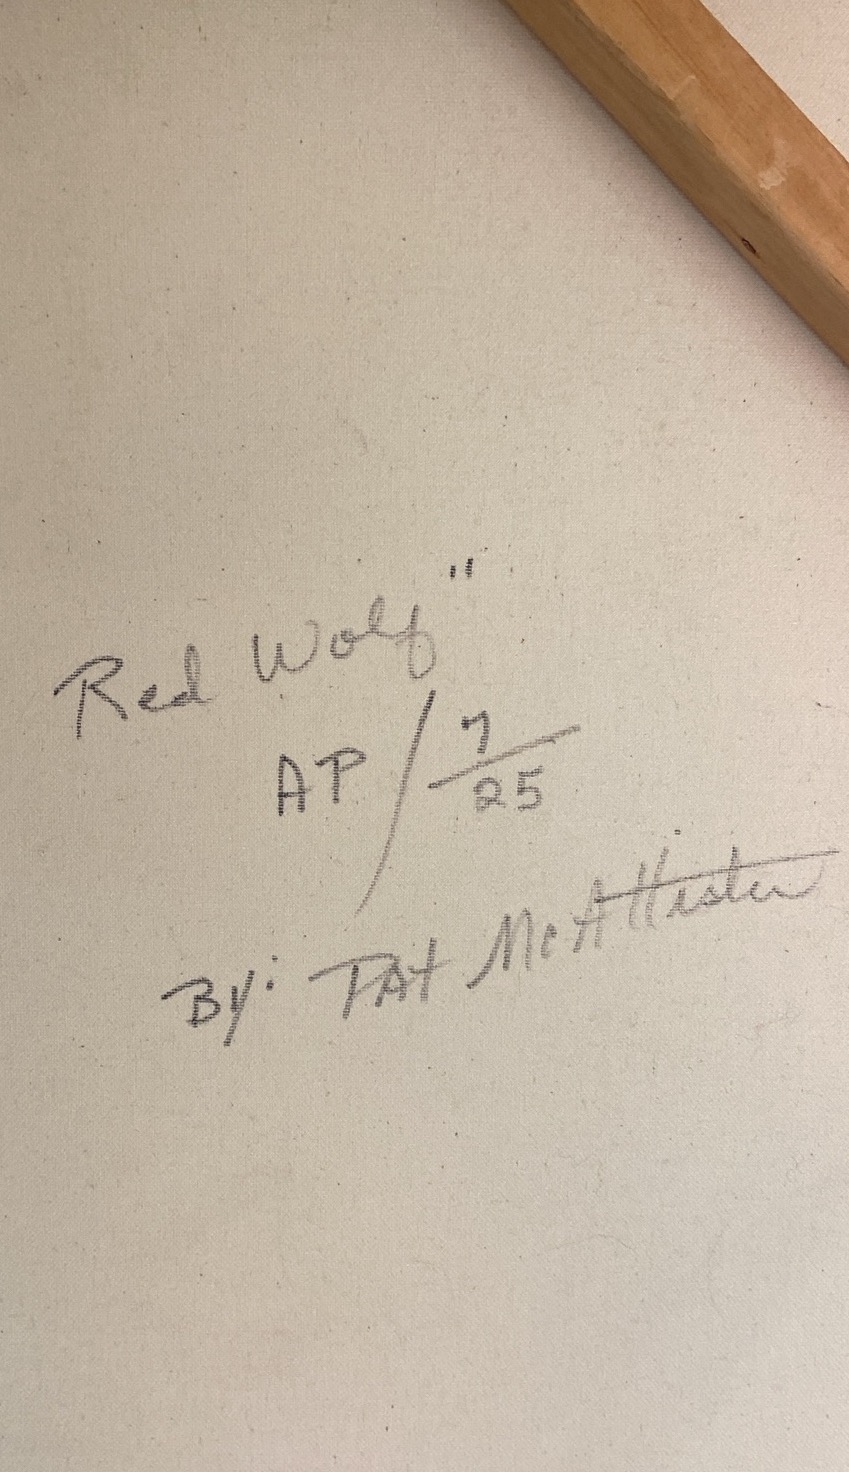 Red Wolf"
AP / 7/25
By: PAT McAllister